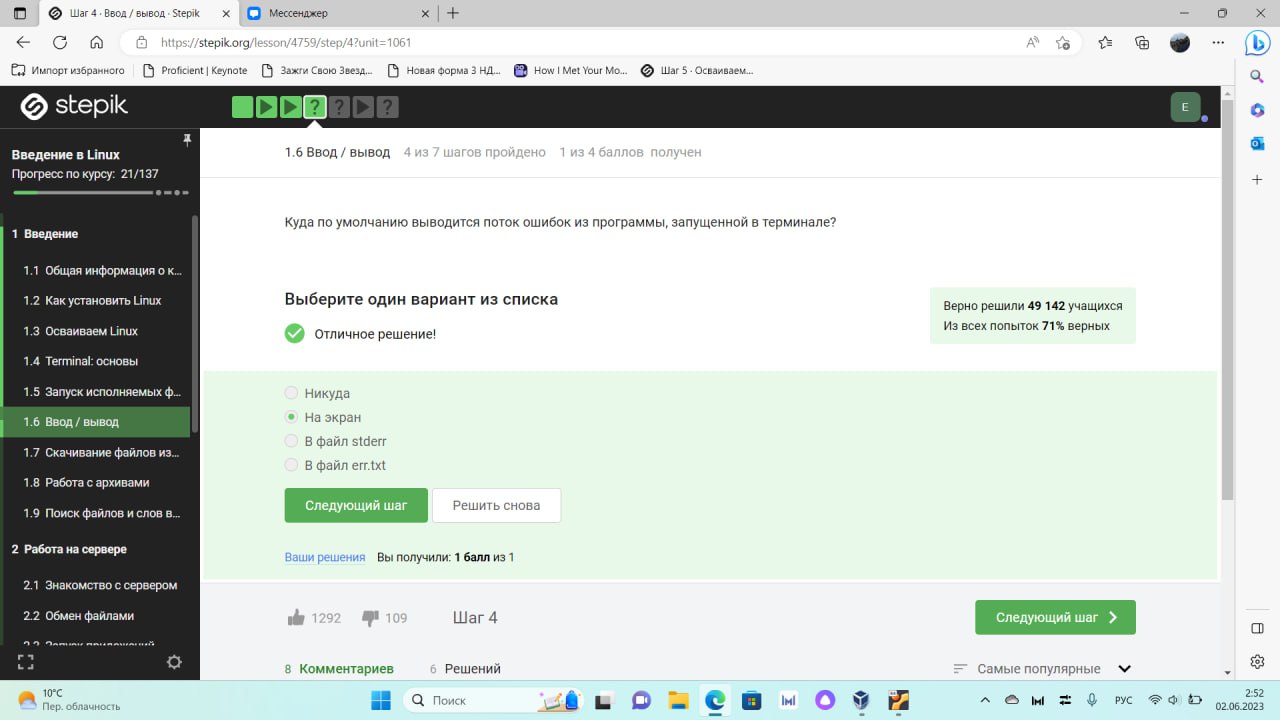 Шаг 4 · Ввод / вывод · Stepik
Мессенджер
https://stepik.org/lesson/4759/step/4?unit=1061
Импорт избранного
Proficient | Keynote
Зажги Свою Звезд...
Новая форма 3 НД...
How I Met Your Mo...
Шаг 5 · Осваиваем...
stepik
E
Введение в Linux
Прогресс по курсу: 21/137
1 Введение
1.1 Общая информация о к...
1.2 Как установить Linux
1.3 Осваиваем Linux
1.4 Terminal: основы
1.5 Запуск исполняемых ф...
1.6 Ввод / вывод
1.7 Скачивание файлов из...
1.8 Работа с архивами
1.9 Поиск файлов и слов в...
2 Работа на сервере
2.1 Знакомство с сервером
2.2 Обмен файлами
2.3 Запуск приложений
1.6 Ввод / вывод 4 из 7 шагов пройдено 1 из 4 баллов получен
Куда по умолчанию выводится поток ошибок из программы, запущенной в терминале?
Выберите один вариант из списка
Отличное решение!
Верно решили 49 142 учащихся
Из всех попыток 71% верных
Никуда
На экран
В файл stderr
В файл err.txt
Следующий шаг
Решить снова
Ваши решения Вы получили: 1 балл из 1
1292
109
Шаг 4
Следующий шаг
8 Комментариев
6 Решений
Самые популярные
10°C
Пер. облачность
Поиск
РУС
2:52
02.06.2023